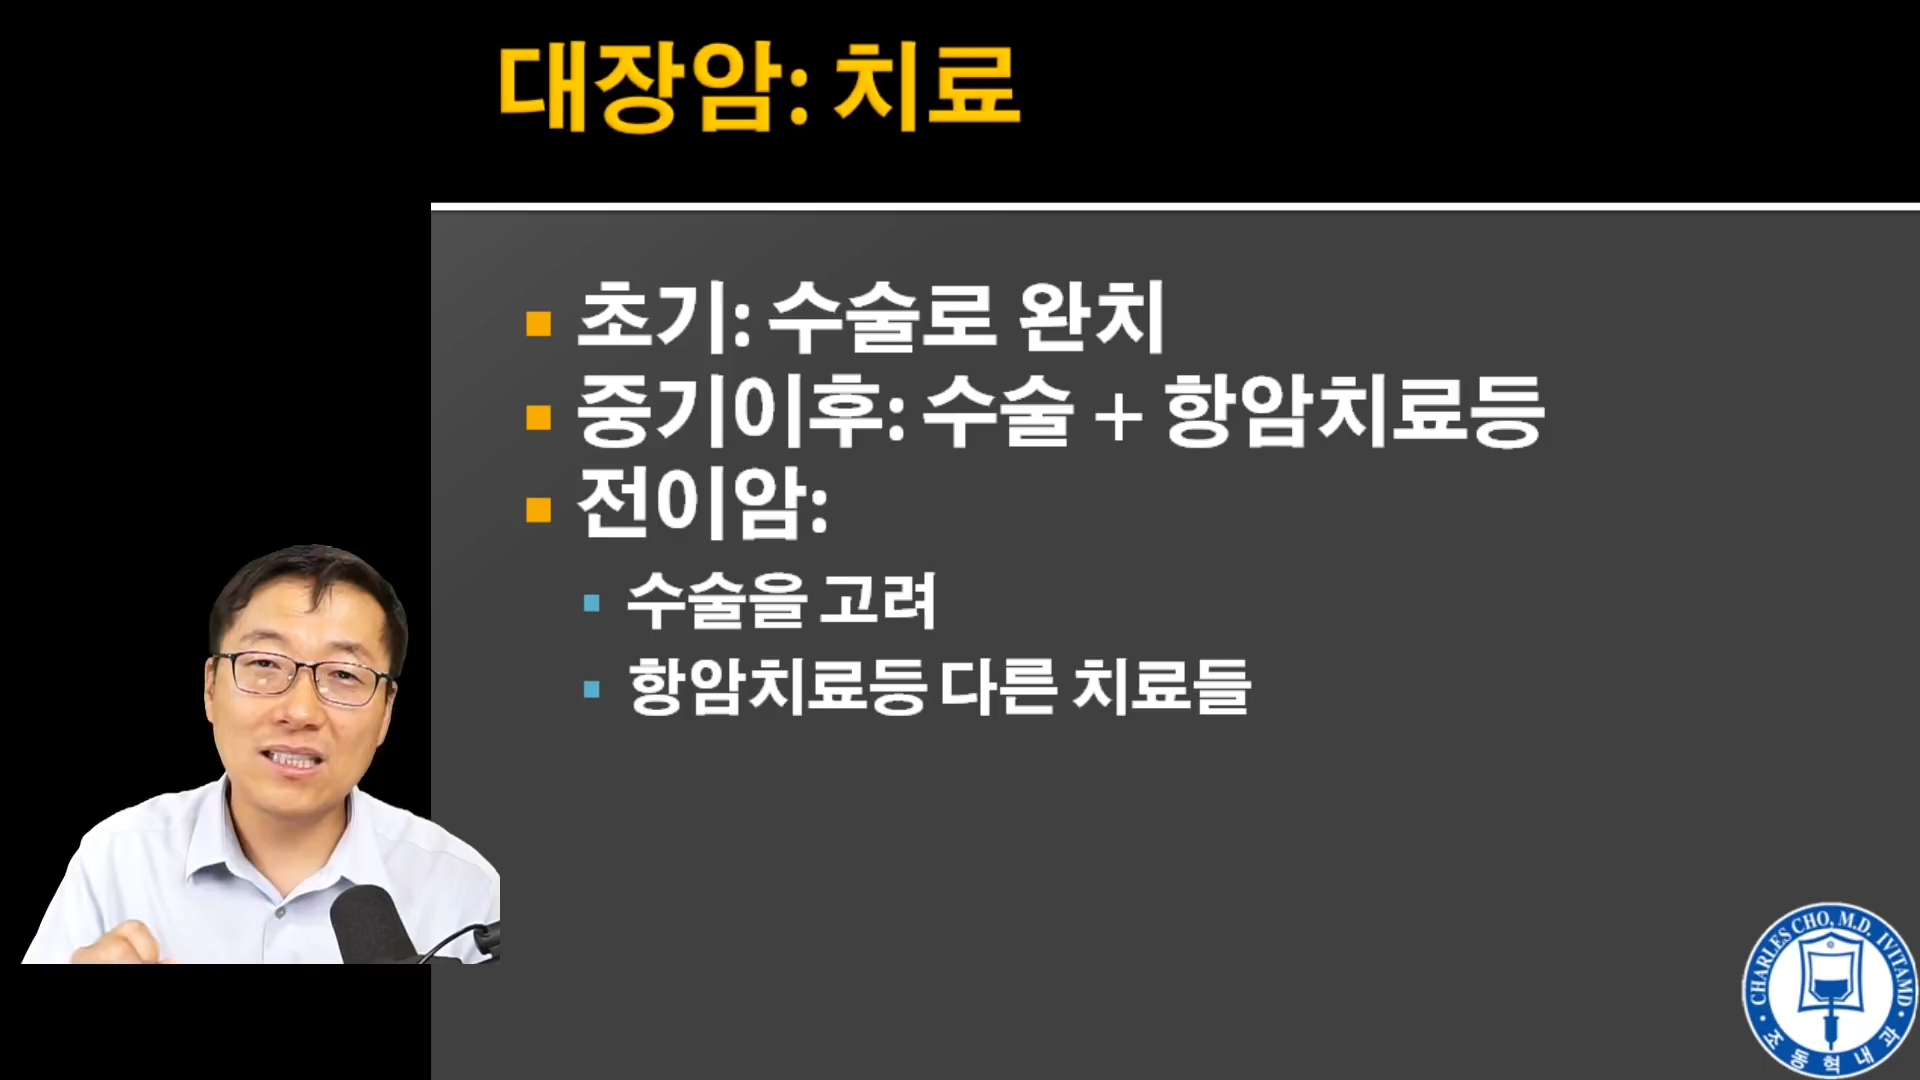 대장암: 치료
초기: 수술로 완치
중기이후: 수술 + 항암치료등
전이암:
수술을 고려
항암치료등 다른 치료들
CHARLES CHO, M.D. IVITAMD
조동혁내과